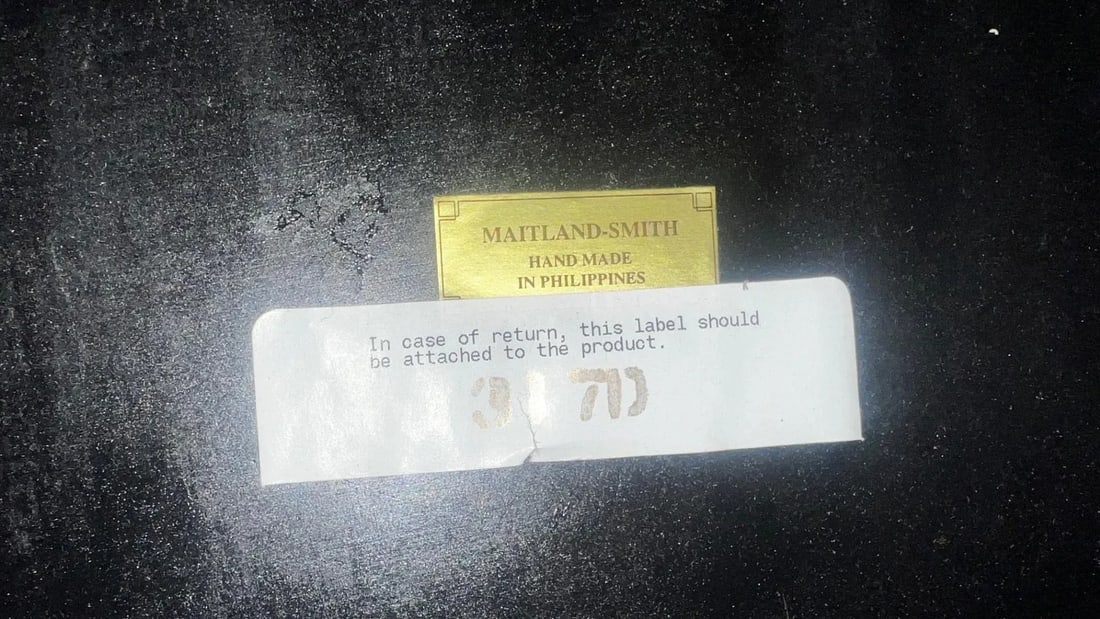 MAITLAND-SMITH
HAND MADE
IN PHILIPPINES
In case of return, this label should
be attached to the product.